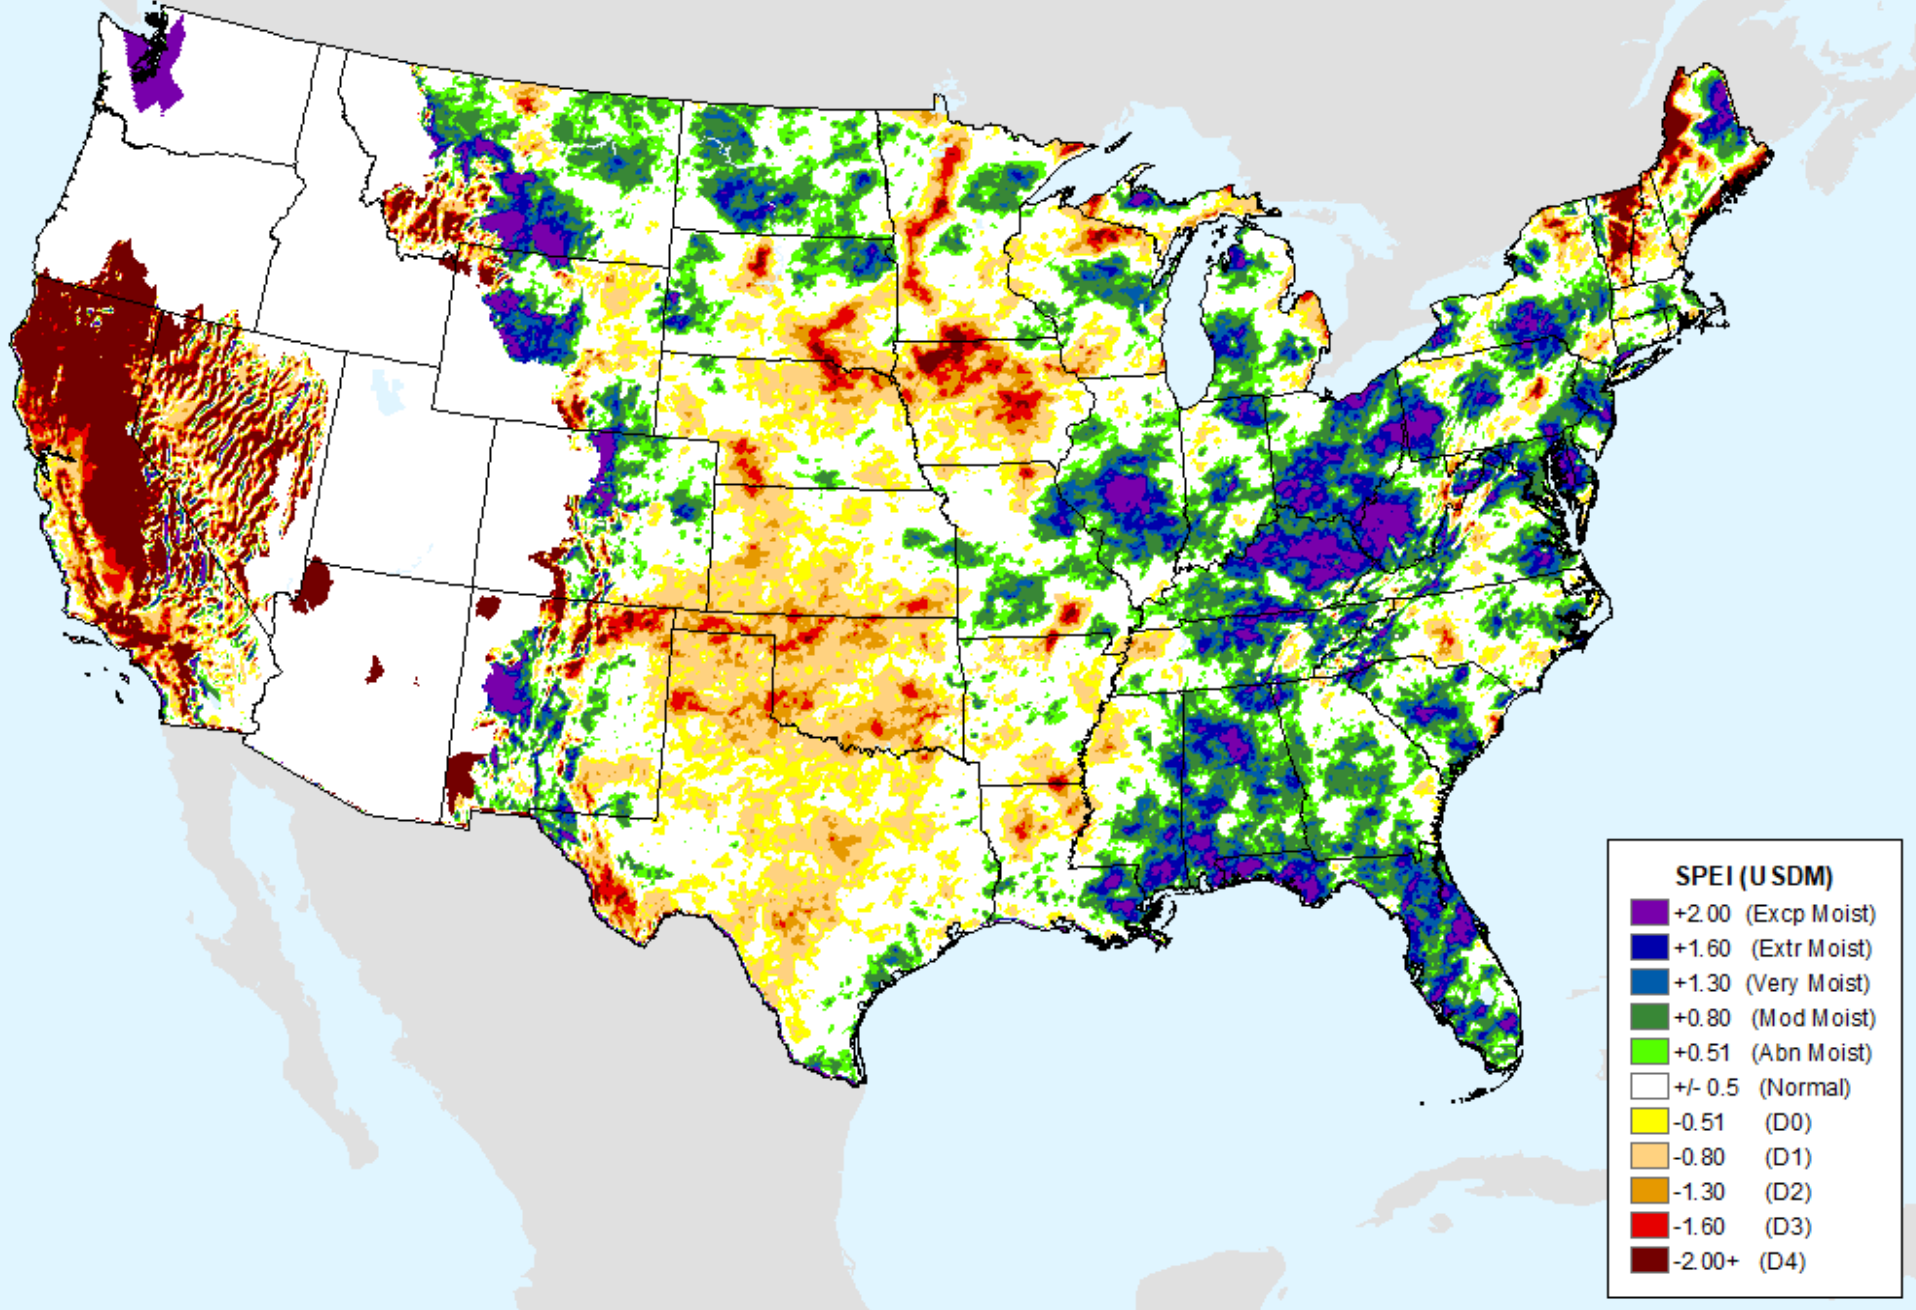 SPEI (USDM)
+2.00 (Excp Moist)
+1.60 (Extr Moist)
+1.30 (Very Moist)
+0.80 (Mod Moist)
+0.51 (Abn Moist)
+/- 0.5 (Normal)
-0.51 (D0)
-0.80 (D1)
-1.30 (D2)
-1.60 (D3)
-2.00+ (D4)